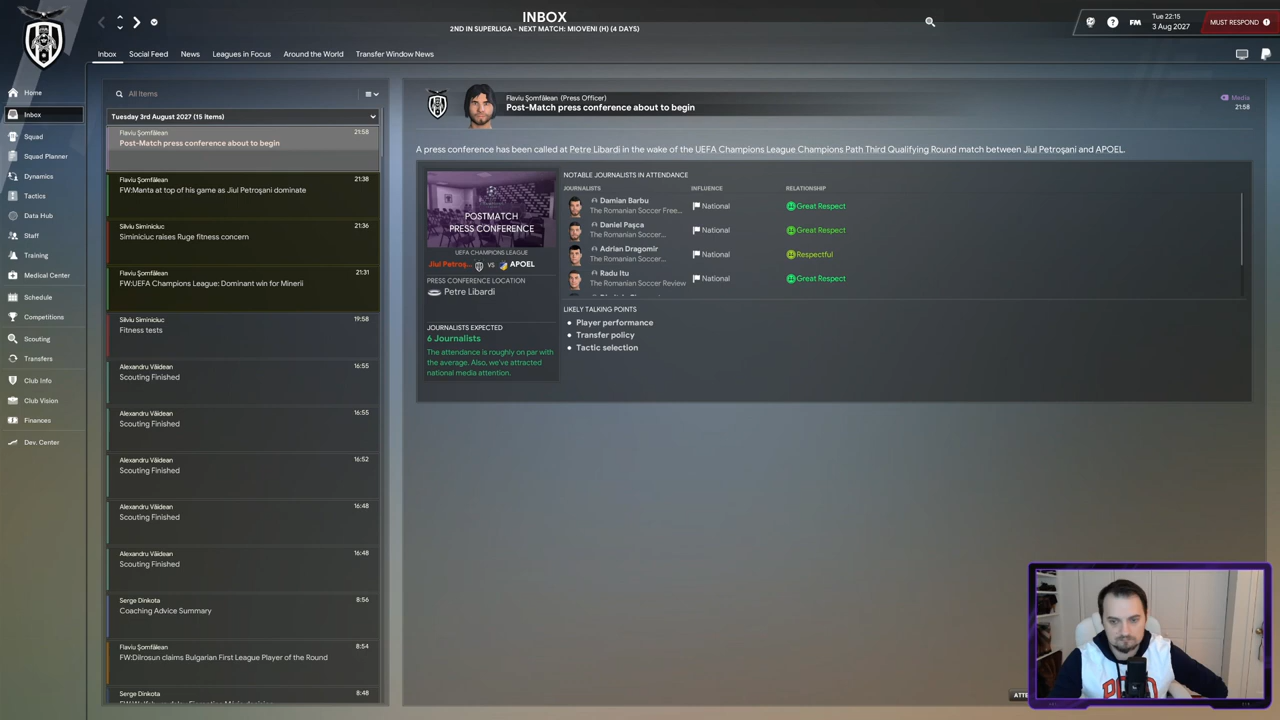 INBOX
2ND IN SUPERLIGA - NEXT MATCH: MIOVENI (H) (4 DAYS)
FM
Tue 22:15
3 Aug 2027
MUST RESPOND
Inbox
Social Feed
News
Leagues in Focus
Around the World
Transfer Window News
Home
Inbox
Squad
Squad Planner
Dynamics
Tactics
Data Hub
Staff
Training
Medical Center
Schedule
Competitions
Scouting
Transfers
Club Info
Club Vision
Finances
Dev. Center
All Items
Tuesday 3rd August 2027 (15 items)
Flaviu Şomfălean 21:58
Post-Match press conference about to begin
Flaviu Şomfălean 21:38
FW:Manta at top of his game as Jiul Petroşani dominate
Silviu Siminiciuc 21:36
Siminiciuc raises Ruge fitness concern
Flaviu Şomfălean 21:31
FW:UEFA Champions League: Dominant win for Minerii
Silviu Siminiciuc 19:58
Fitness tests
Alexandru Văidean 16:55
Scouting Finished
Alexandru Văidean 16:55
Scouting Finished
Alexandru Văidean 16:52
Scouting Finished
Alexandru Văidean 16:48
Scouting Finished
Alexandru Văidean 16:48
Scouting Finished
Serge Dinkota 8:56
Coaching Advice Summary
Flaviu Şomfălean 8:54
FW:Dilrosun claims Bulgarian First League Player of the Round
Serge Dinkota 8:48
Flaviu Şomfălean (Press Officer)
Post-Match press conference about to begin
Media
21:58
A press conference has been called at Petre Libardi in the wake of the UEFA Champions League Champions Path Third Qualifying Round match between Jiul Petroşani and APOEL.
POSTMATCH
PRESS CONFERENCE
UEFA CHAMPIONS LEAGUE
Jiul Petroş... VS APOEL
PRESS CONFERENCE LOCATION
Petre Libardi
JOURNALISTS EXPECTED
6 Journalists
The attendance is roughly on par with
the average. Also, we've attracted
national media attention.
NOTABLE JOURNALISTS IN ATTENDANCE
JOURNALISTS INFLUENCE RELATIONSHIP
Damian Barbu
The Romanian Soccer Free... National Great Respect
Daniel Paşca
The Romanian Soccer... National Great Respect
Adrian Dragomir
The Romanian Soccer... National Respectful
Radu Itu
The Romanian Soccer Review National Great Respect
LIKELY TALKING POINTS
Player performance
Transfer policy
Tactic selection